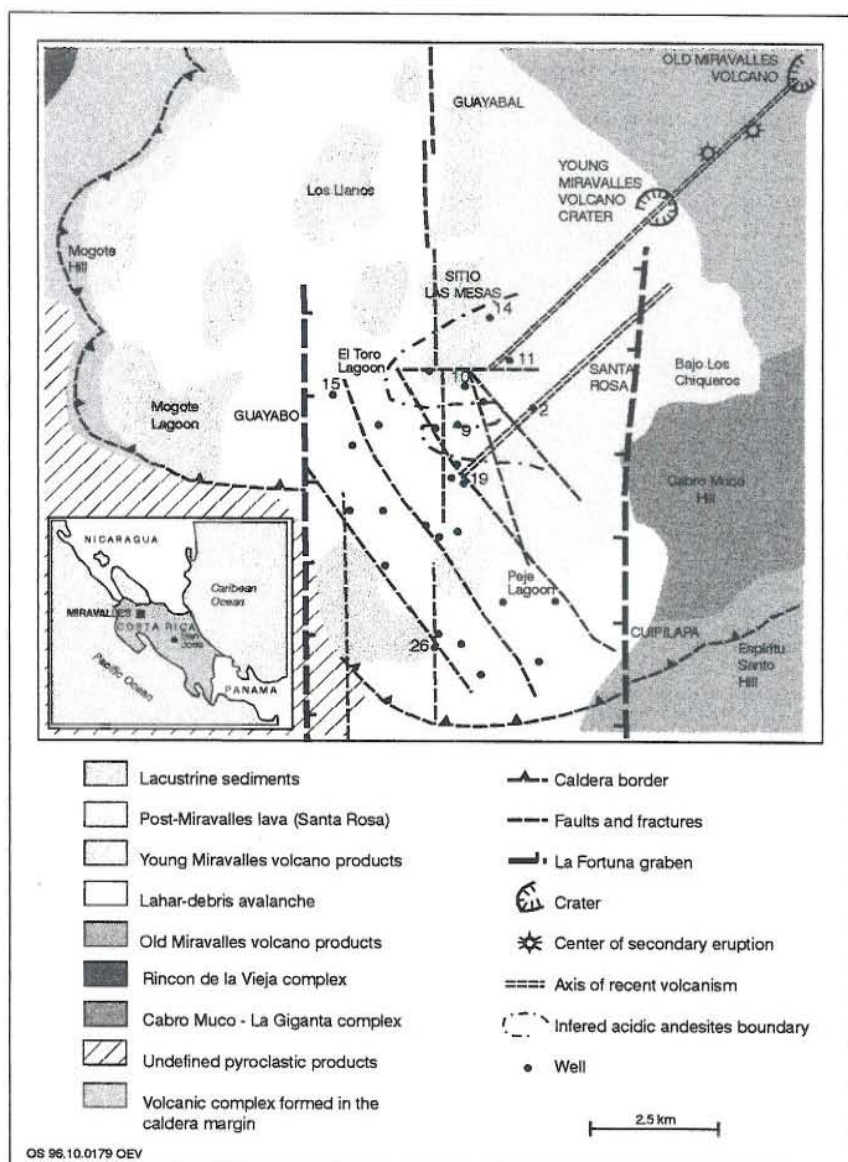 OLD MIRAVALLES
VOLCANO
GUAYABAL
YOUNG
MIRAVALLES
VOLCANO
CRATER
Los Llanos
Mogote
Hill
SITIO
LAS MESAS
14
El Toro
Lagoon
11
10
SANTA
ROSA
Bajo Los
Chiqueros
15
Mogote
Lagoon
GUAYABO
2
9
19
Cabro Muco
Hill
NICARAGUA
Caribbean
Ocean
MIRAVALLES
COSTA RICA
San
José
Pacific Ocean
PANAMA
Peje
Lagoon
CUIPILAPA
26
Espiritu
Santo
Hill
Lacustrine sediments
Post-Miravalles lava (Santa Rosa)
Young Miravalles volcano products
Lahar-debris avalanche
Old Miravalles volcano products
Rincon de la Vieja complex
Cabro Muco - La Giganta complex
Undefined pyroclastic products
Volcanic complex formed in the
caldera margin
Caldera border
Faults and fractures
La Fortuna graben
Crater
Center of secondary eruption
Axis of recent volcanism
Infered acidic andesites boundary
Well
2.5 km
OS 96.10.0179 OEV